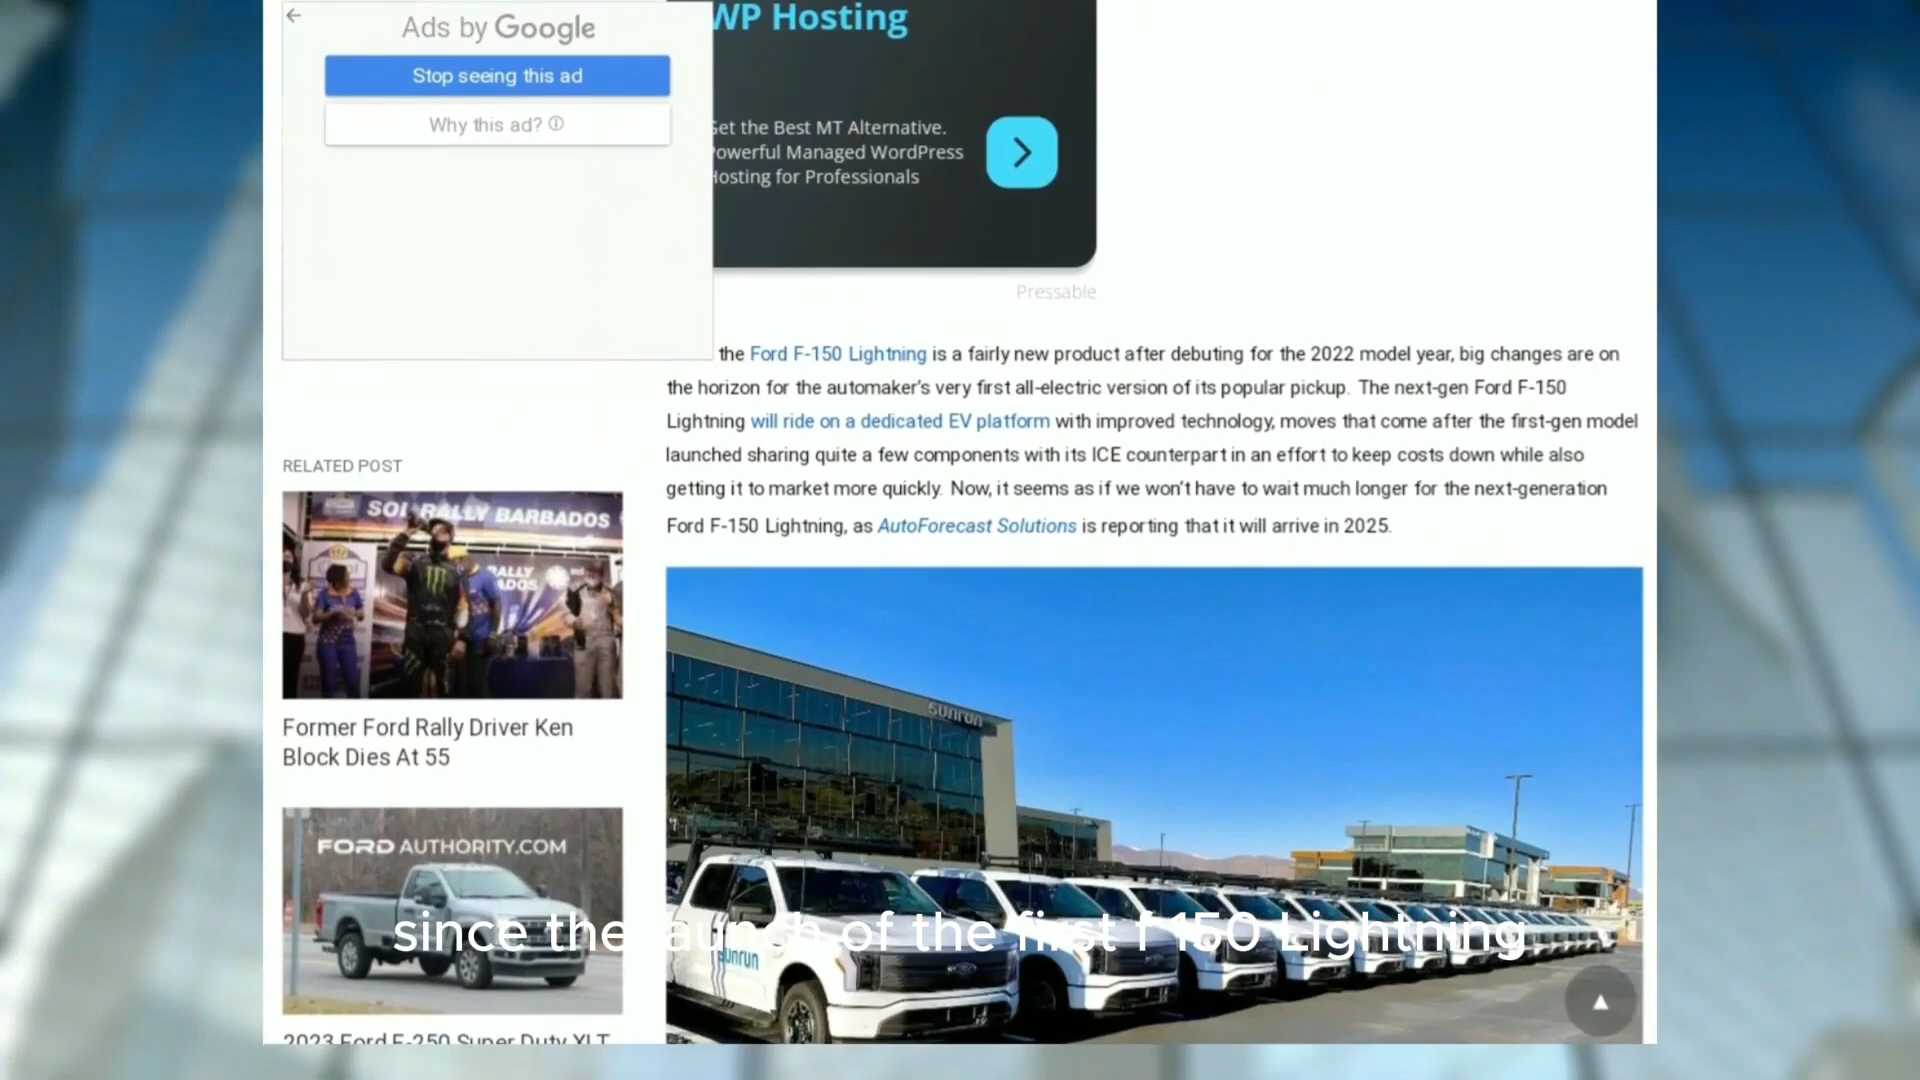 Ads by Google
Stop seeing this ad
Why this ad?
WP Hosting
Get the Best MT Alternative.
Powerful Managed WordPress
Hosting for Professionals
Pressable
the Ford F-150 Lightning is a fairly new product after debuting for the 2022 model year, big changes are on
the horizon for the automaker's very first all-electric version of its popular pickup. The next-gen Ford F-150
Lightning will ride on a dedicated EV platform with improved technology, moves that come after the first-gen model
launched sharing quite a few components with its ICE counterpart in an effort to keep costs down while also
getting it to market more quickly. Now, it seems as if we won't have to wait much longer for the next-generation
Ford F-150 Lightning, as AutoForecast Solutions is reporting that it will arrive in 2025.
RELATED POST
SOL RALLY BARBADOS
RALLY
Former Ford Rally Driver Ken
Block Dies At 55
FORD AUTHORITY.COM
2023 Ford F-250 Super Duty XLT
sunrun
sunrun
since the launch of the first f 150 Lightning